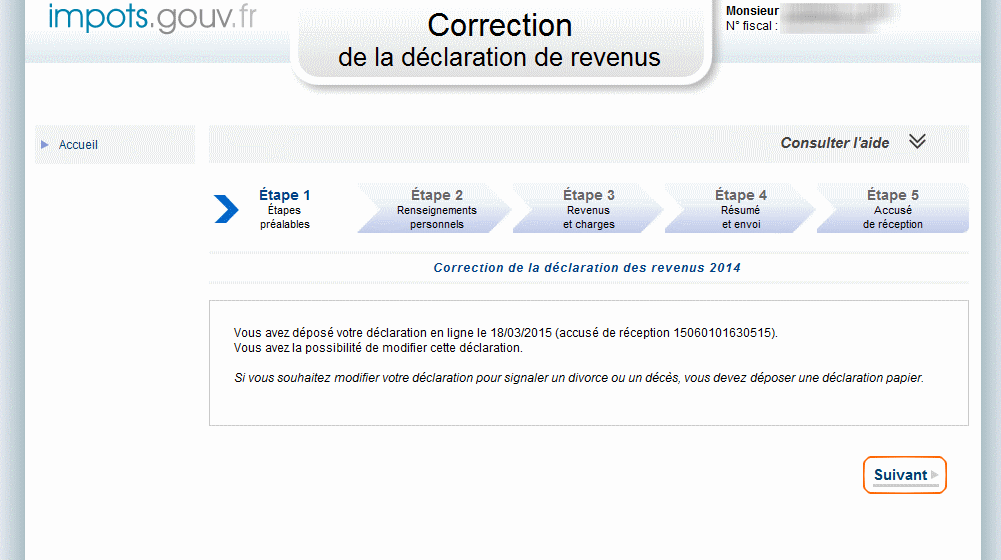 impots.gouv.fr
Correction
de la déclaration de revenus
Monsieur
N° fiscal :
Accueil
Consulter l'aide
Étape 1
Étapes
préalables
Étape 2
Renseignements
personnels
Étape 3
Revenus
et charges
Étape 4
Résumé
et envoi
Étape 5
Accusé
de réception
Correction de la déclaration des revenus 2014
Vous avez déposé votre déclaration en ligne le 18/03/2015 (accusé de réception 15060101630515).
Vous avez la possibilité de modifier cette déclaration.
Si vous souhaitez modifier votre déclaration pour signaler un divorce ou un décès, vous devez déposer une déclaration papier.
Suivant